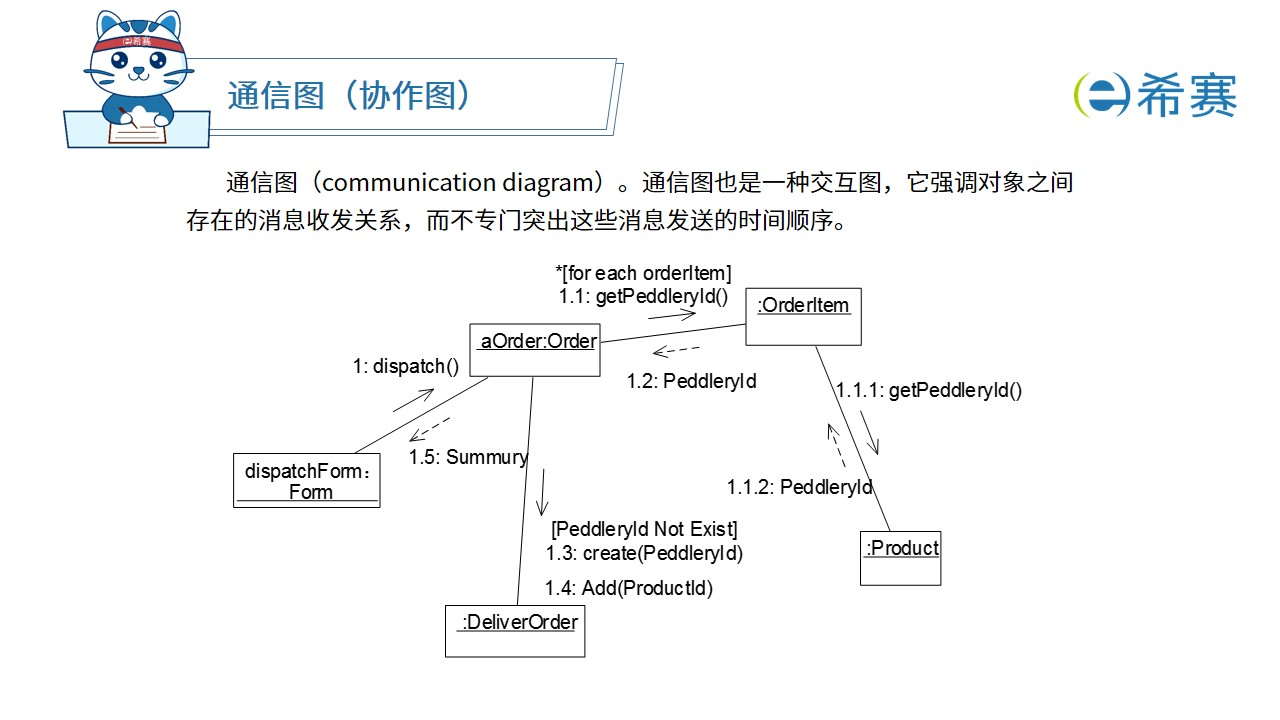 希赛
通信图（协作图）
希赛
通信图（communication diagram）。通信图也是一种交互图，它强调对象之间
存在的消息收发关系，而不专门突出这些消息发送的时间顺序。
*[for each orderItem]
1.1: getPeddleryId()
:OrderItem
aOrder:Order
1: dispatch()
1.2: PeddleryId
1.1.1: getPeddleryId()
1.5: Summury
dispatchForm：
Form
1.1.2: PeddleryId
[PeddleryId Not Exist]
1.3: create(PeddleryId)
:Product
1.4: Add(ProductId)
:DeliverOrder